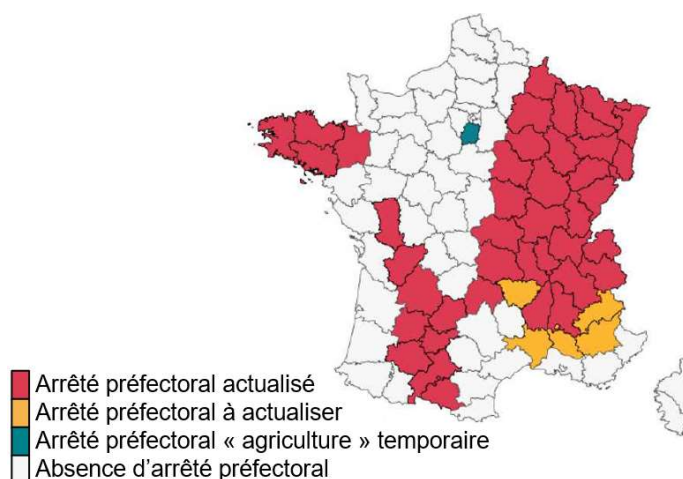 Arrêté préfectoral actualisé
Arrêté préfectoral à actualiser
Arrêté préfectoral « agriculture » temporaire
Absence d’arrêté préfectoral